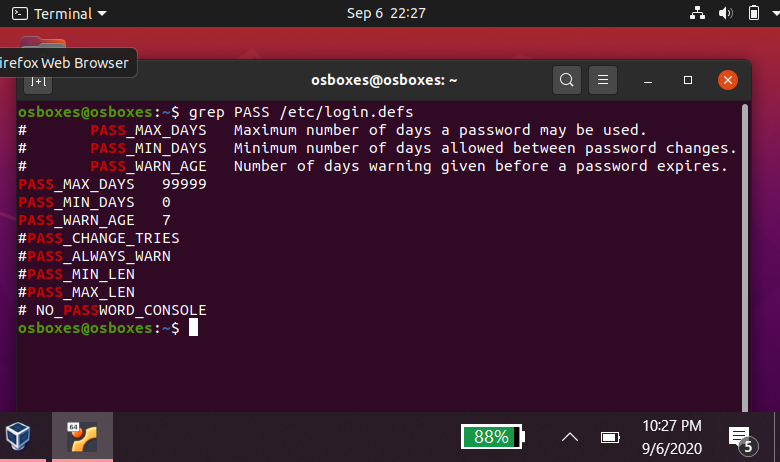 Terminal
Sep 6 22:27
irefox Web Browser
osboxes@osboxes: ~
osboxes@osboxes:~$ grep PASS /etc/login.defs
#       PASS_MAX_DAYS   Maximum number of days a password may be used.
#       PASS_MIN_DAYS   Minimum number of days allowed between password changes.
#       PASS_WARN_AGE   Number of days warning given before a password expires.
PASS_MAX_DAYS   99999
PASS_MIN_DAYS   0
PASS_WARN_AGE   7
#PASS_CHANGE_TRIES
#PASS_ALWAYS_WARN
#PASS_MIN_LEN
#PASS_MAX_LEN
# NO_PASSWORD_CONSOLE
osboxes@osboxes:~$
64
88%
10:27 PM
9/6/2020
5